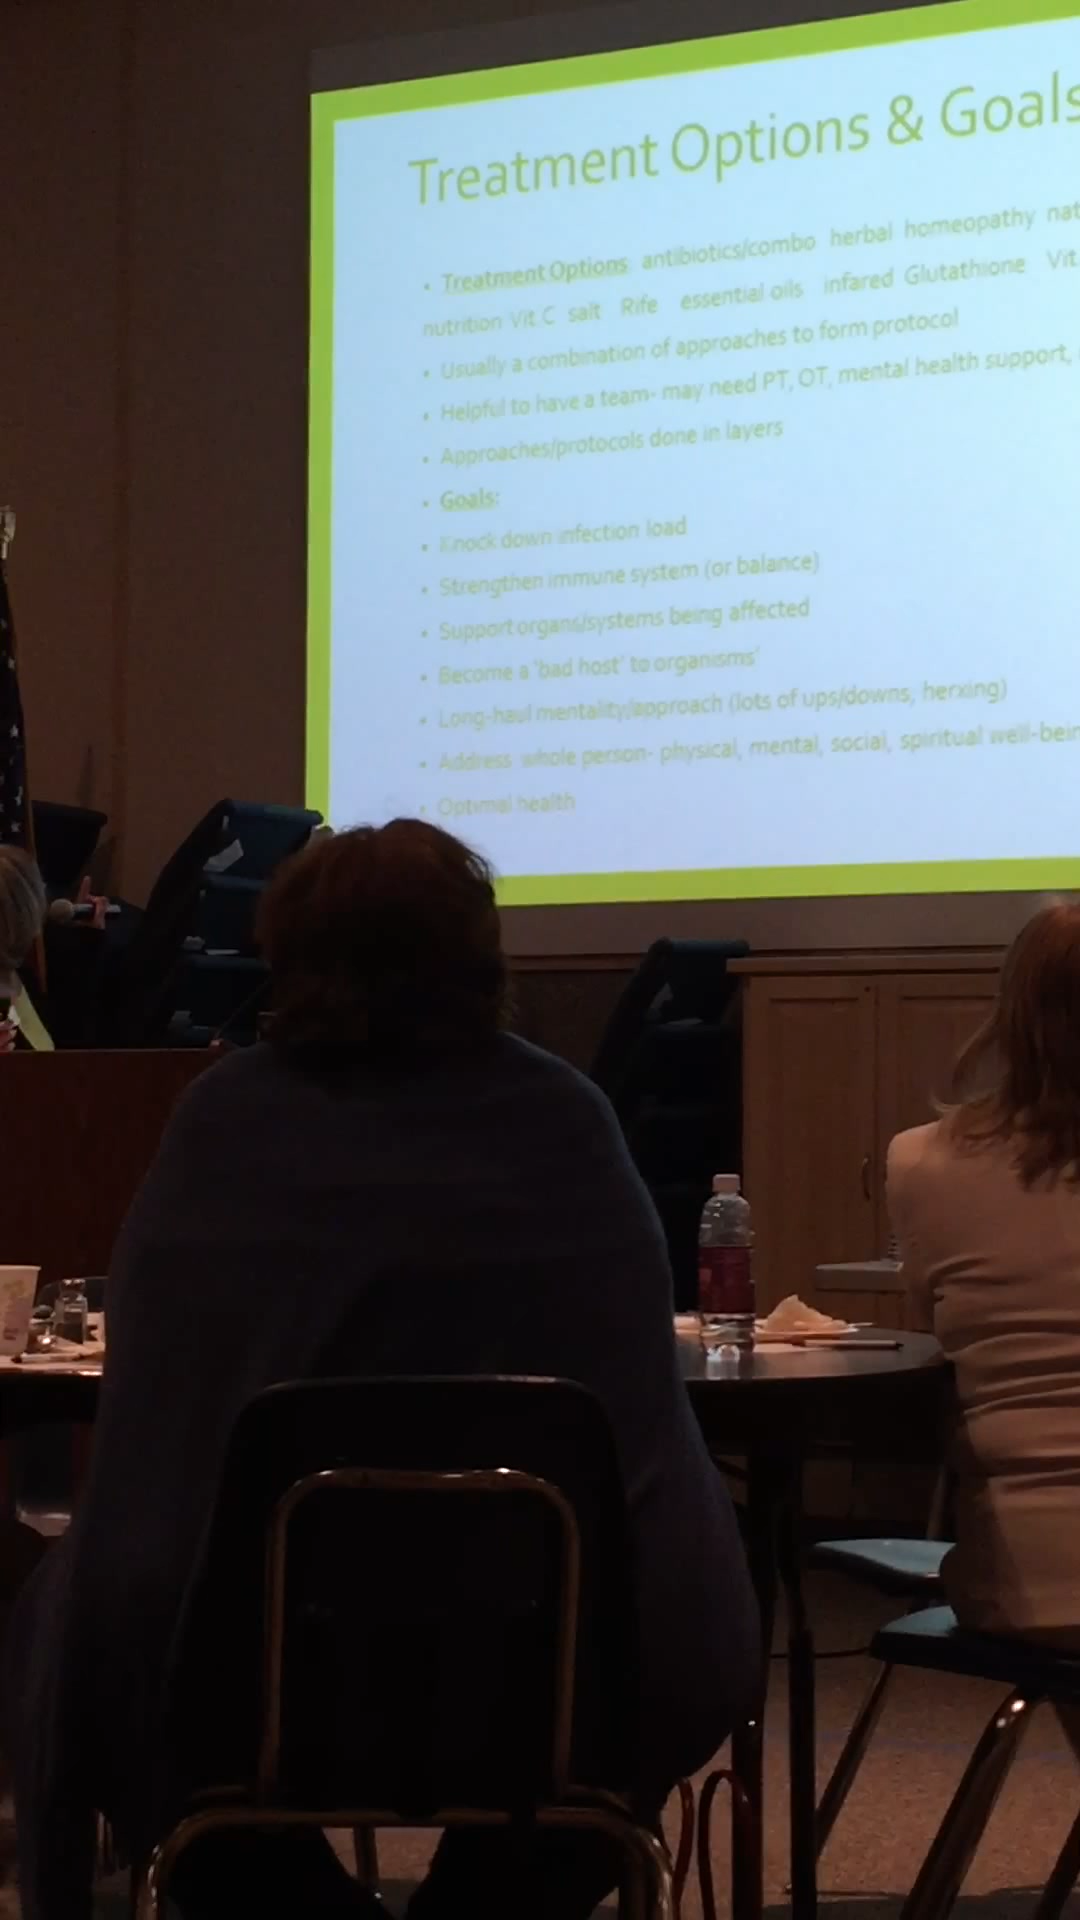 Treatment Options & Goals
• Treatment Options antibiotics/combo herbal homeopathy nat
nutrition Vit C salt Rife essential oils infared Glutathione Vit
• Usually a combination of approaches to form protocol
• Helpful to have a team- may need PT, OT, mental health support,
• Approaches/protocols done in layers
• Goals:
• Knock down infection load
• Strengthen immune system (or balance)
• Support organs/systems being affected
• Become a 'bad host' to organisms'
• Long-haul mentality/approach (lots of ups/downs, herxing)
• Address whole person- physical, mental, social, spiritual well-bein
• Optimal health